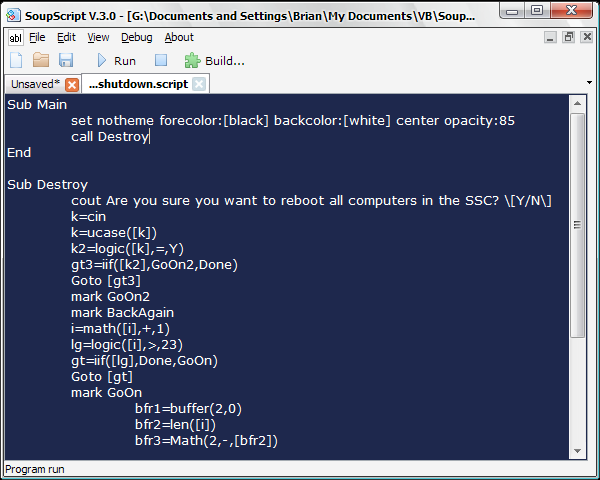 SoupScript V.3.0 - [G:\Documents and Settings\Brian\My Documents\VB\Soup...
abl File Edit View Debug About
Run Build...
Unsaved* ...shutdown.script
Sub Main
set notheme forecolor:[black] backcolor:[white] center opacity:85
call Destroy
End
Sub Destroy
cout Are you sure you want to reboot all computers in the SSC? \[Y/N\]
k=cin
k=ucase([k])
k2=logic([k],=,Y)
gt3=iif([k2],GoOn2,Done)
Goto [gt3]
mark GoOn2
mark BackAgain
i=math([i],+,1)
lg=logic([i],>,23)
gt=iif([lg],Done,GoOn)
Goto [gt]
mark GoOn
bfr1=buffer(2,0)
bfr2=len([i])
bfr3=Math(2,-,[bfr2])
Program run